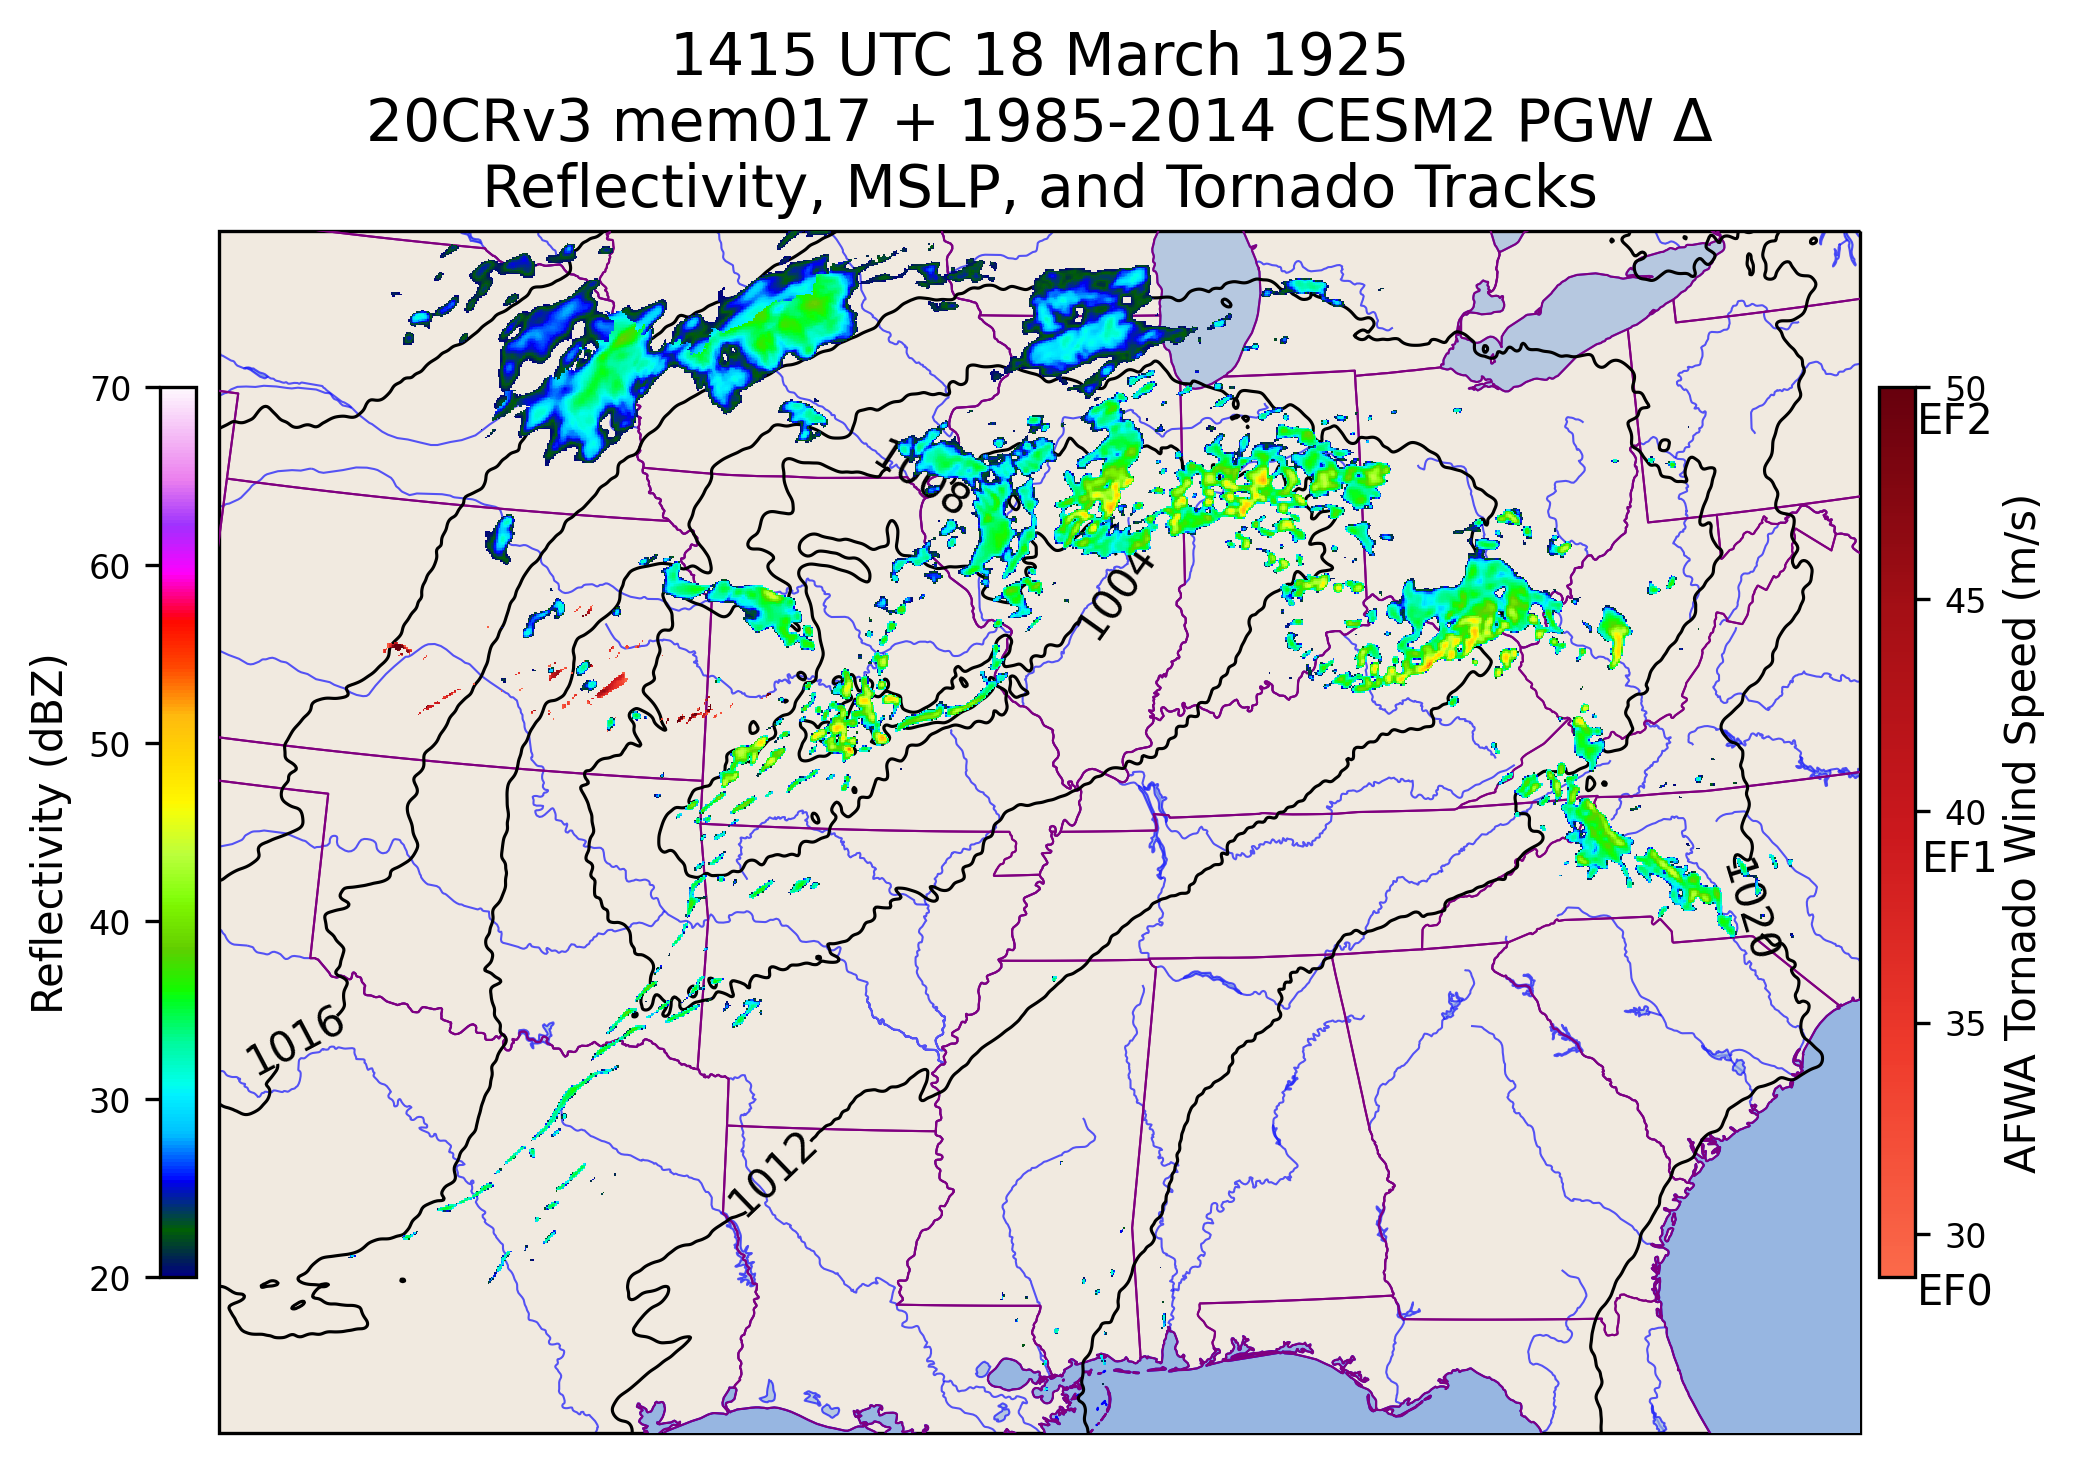 1415 UTC 18 March 1925
20CRv3 mem017 + 1985-2014 CESM2 PGW Δ
Reflectivity, MSLP, and Tornado Tracks
70
60
50
40
30
20
Reflectivity (dBZ)
1008
1004
1020
1016
1012
50
EF2
45
40
EF1
35
30
EF0
AFWA Tornado Wind Speed (m/s)